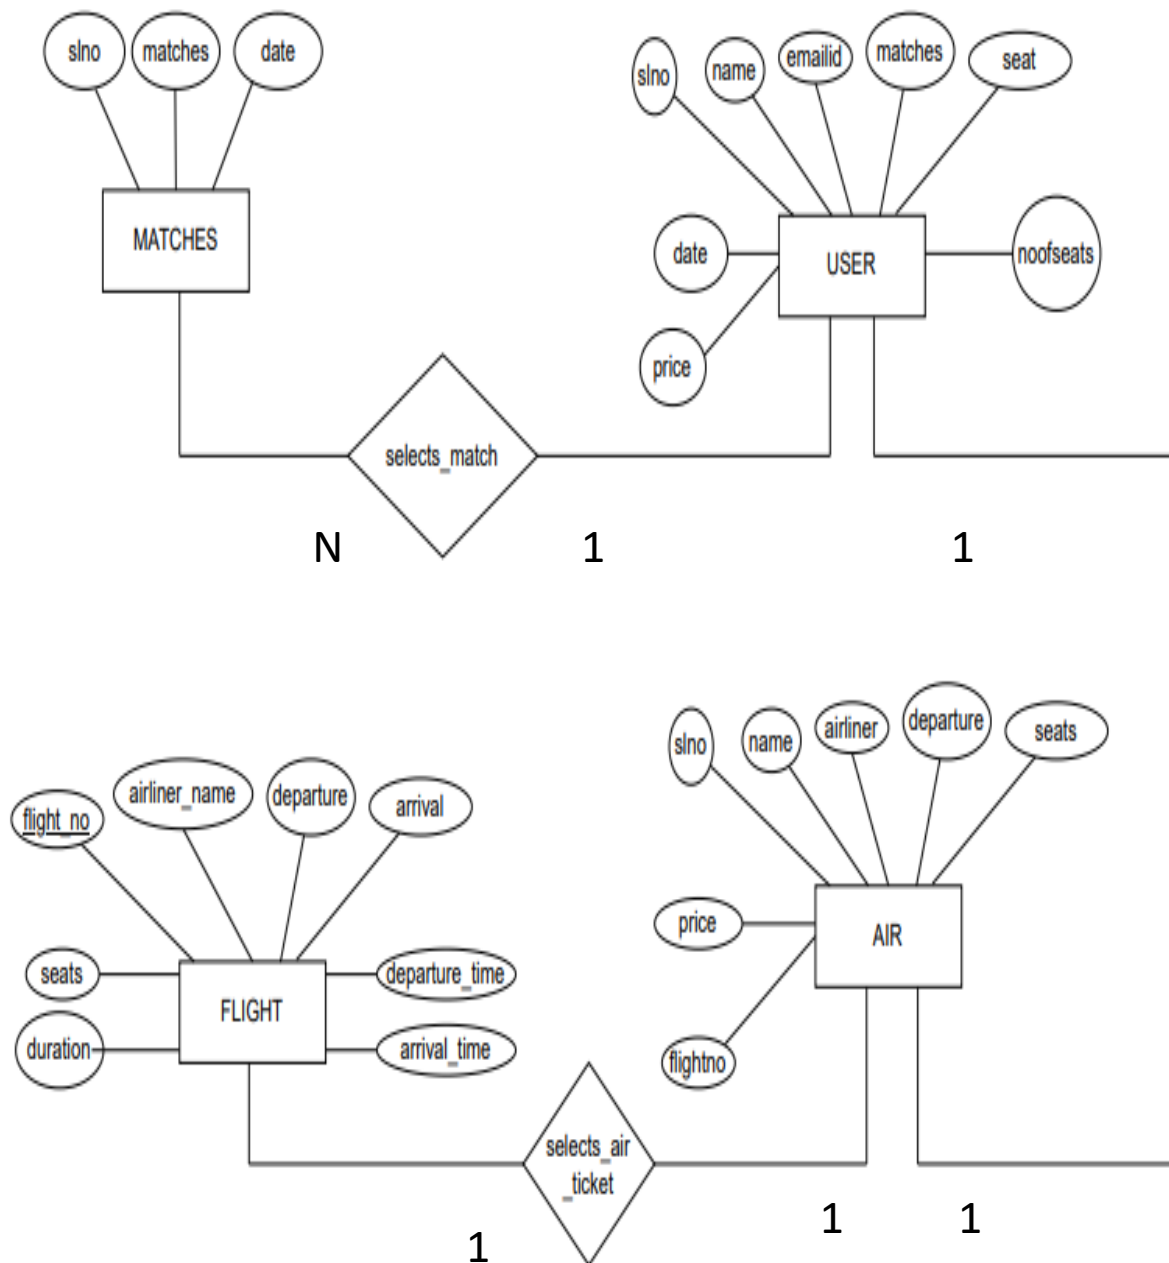 slno
matches
date
slno
name
emailid
matches
seat
MATCHES
date
USER
noofseats
price
selects_match
N
1
1
flight_no
airliner_name
departure
arrival
slno
name
airliner
departure
seats
price
AIR
seats
FLIGHT
departure_time
duration
arrival_time
flightno
selects_air
_ticket
1
1
1